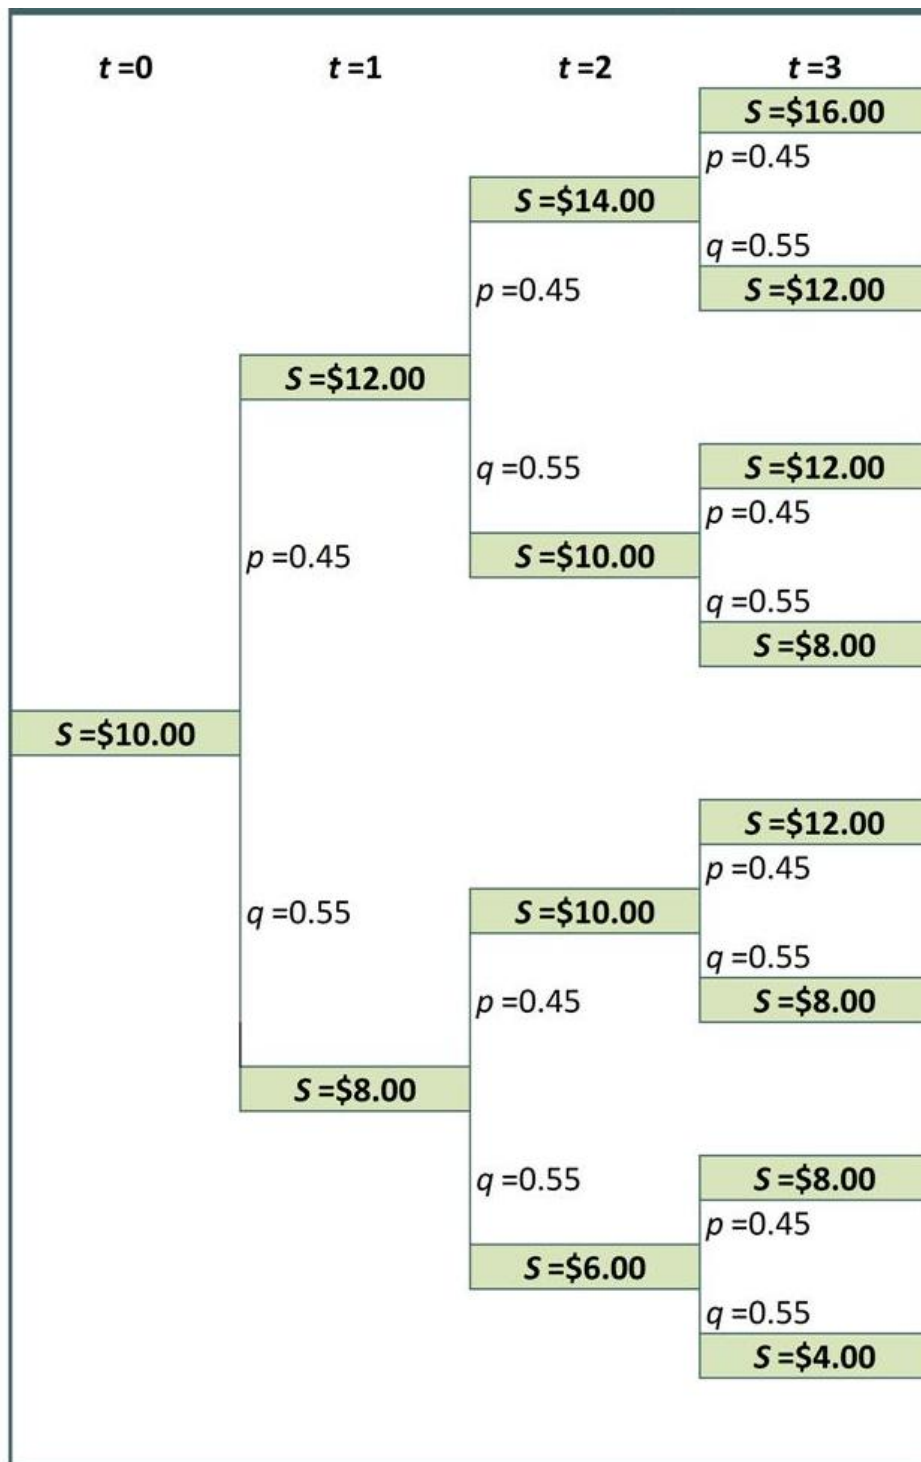 t =0 t =1 t =2 t =3
S =$16.00
p =0.45
S =$14.00
q =0.55
p =0.45
S =$12.00
S =$12.00
S =$12.00
q =0.55
p =0.45
p =0.45
S =$10.00
q =0.55
S =$8.00
S =$10.00
S =$12.00
p =0.45
q =0.55
S =$10.00
q =0.55
p =0.45
S =$8.00
S =$8.00
q =0.55
S =$8.00
p =0.45
S =$6.00
q =0.55
S =$4.00